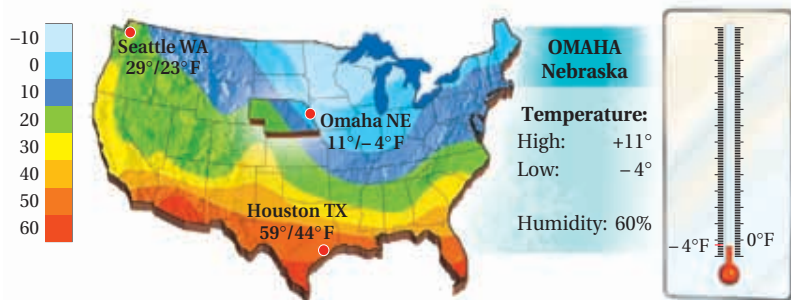 –10
0
10
20
30
40
50
60
Seattle WA
29°/23°F
Omaha NE
11°/– 4°F
Houston TX
59°/44°F
OMAHA
Nebraska
Temperature:
High: +11°
Low: – 4°
Humidity: 60%
– 4°F 0°F